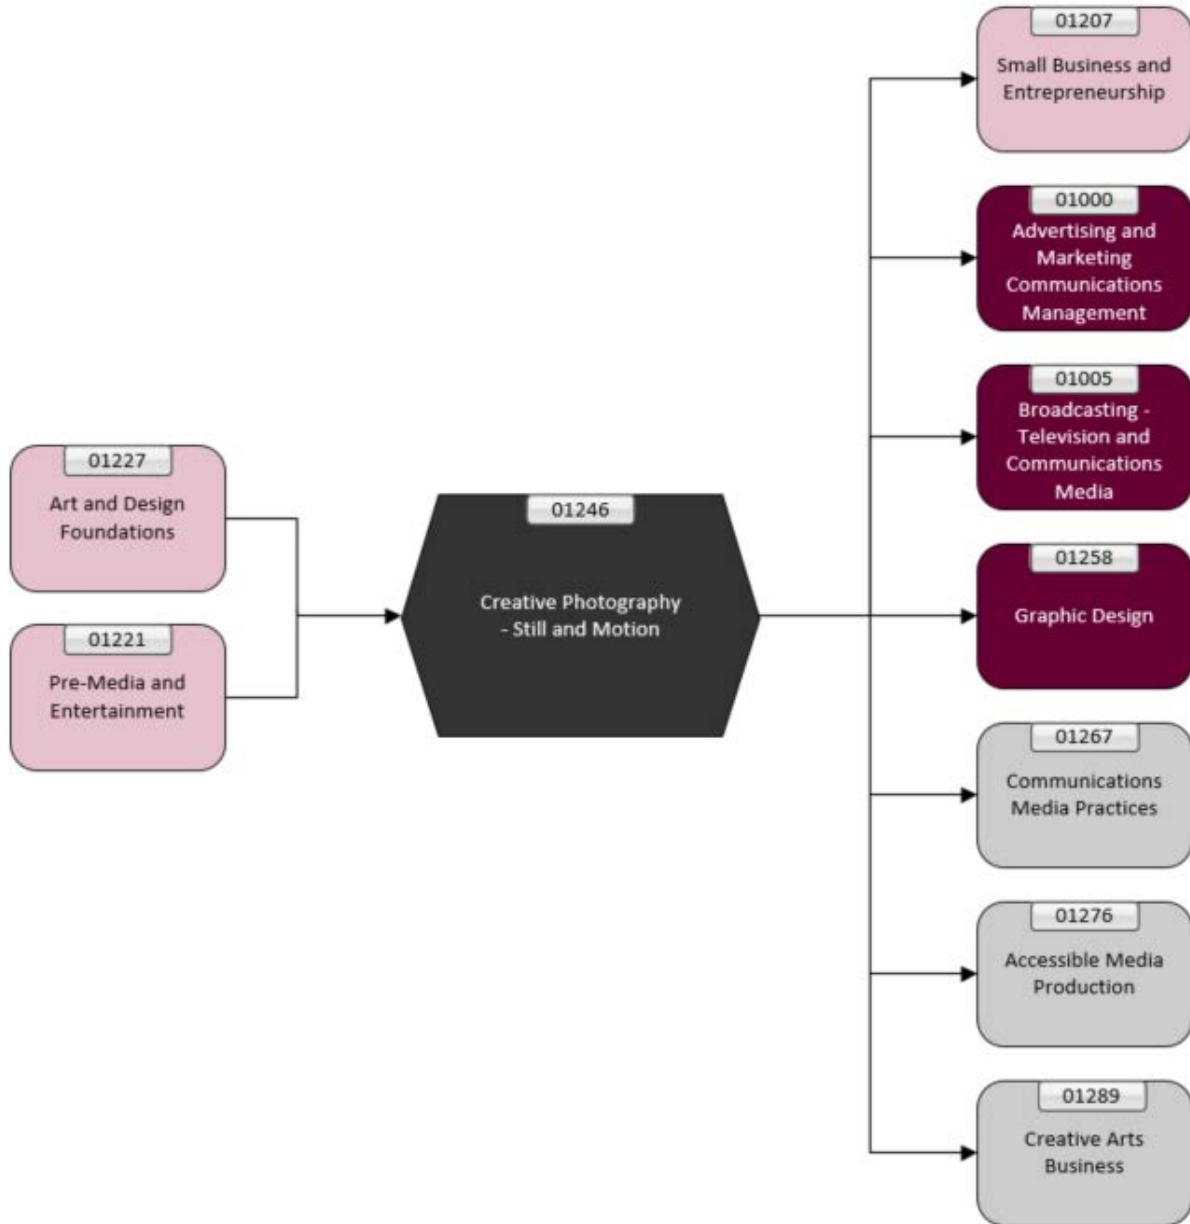 01207
Small Business and
Entrepreneurship
01000
Advertising and
Marketing
Communications
Management
01005
Broadcasting -
Television and
Communications
Media
01227
Art and Design
Foundations
01246
Creative Photography
- Still and Motion
01258
Graphic Design
01221
Pre-Media and
Entertainment
01267
Communications
Media Practices
01276
Accessible Media
Production
01289
Creative Arts
Business